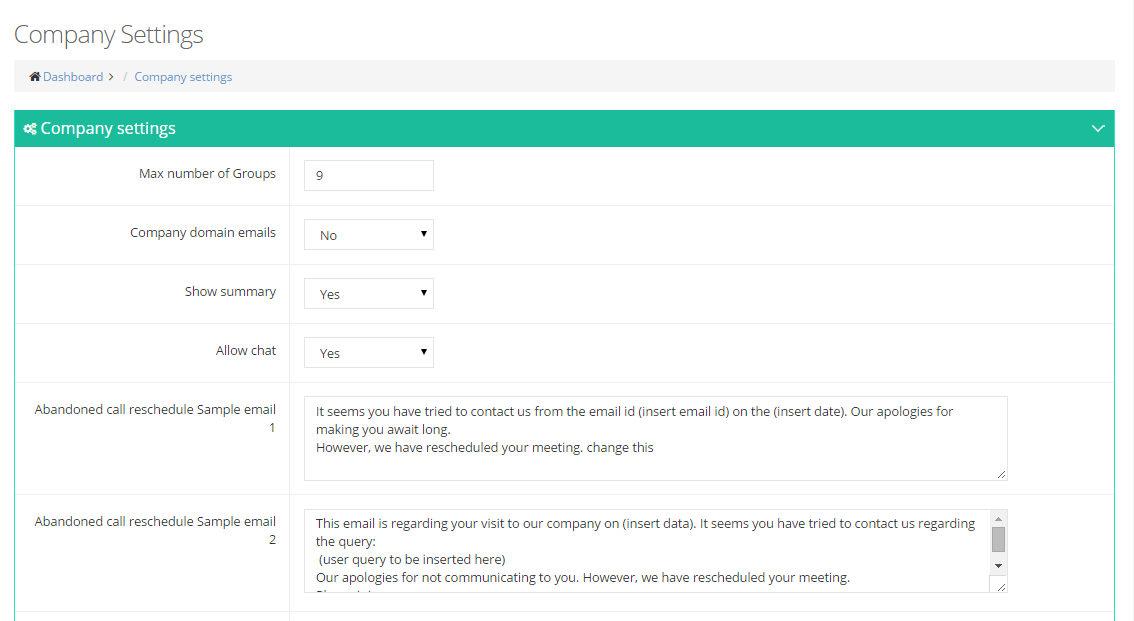 Company Settings
Dashboard > / Company settings
Company settings
Max number of Groups
9
Company domain emails
No
Show summary
Yes
Allow chat
Yes
Abandoned call reschedule Sample email
1
It seems you have tried to contact us from the email id (insert email id) on the (insert date). Our apologies for
making you await long.
However, we have rescheduled your meeting. change this
Abandoned call reschedule Sample email
2
This email is regarding your visit to our company on (insert data). It seems you have tried to contact us regarding
the query:
(user query to be inserted here)
Our apologies for not communicating to you. However, we have rescheduled your meeting.